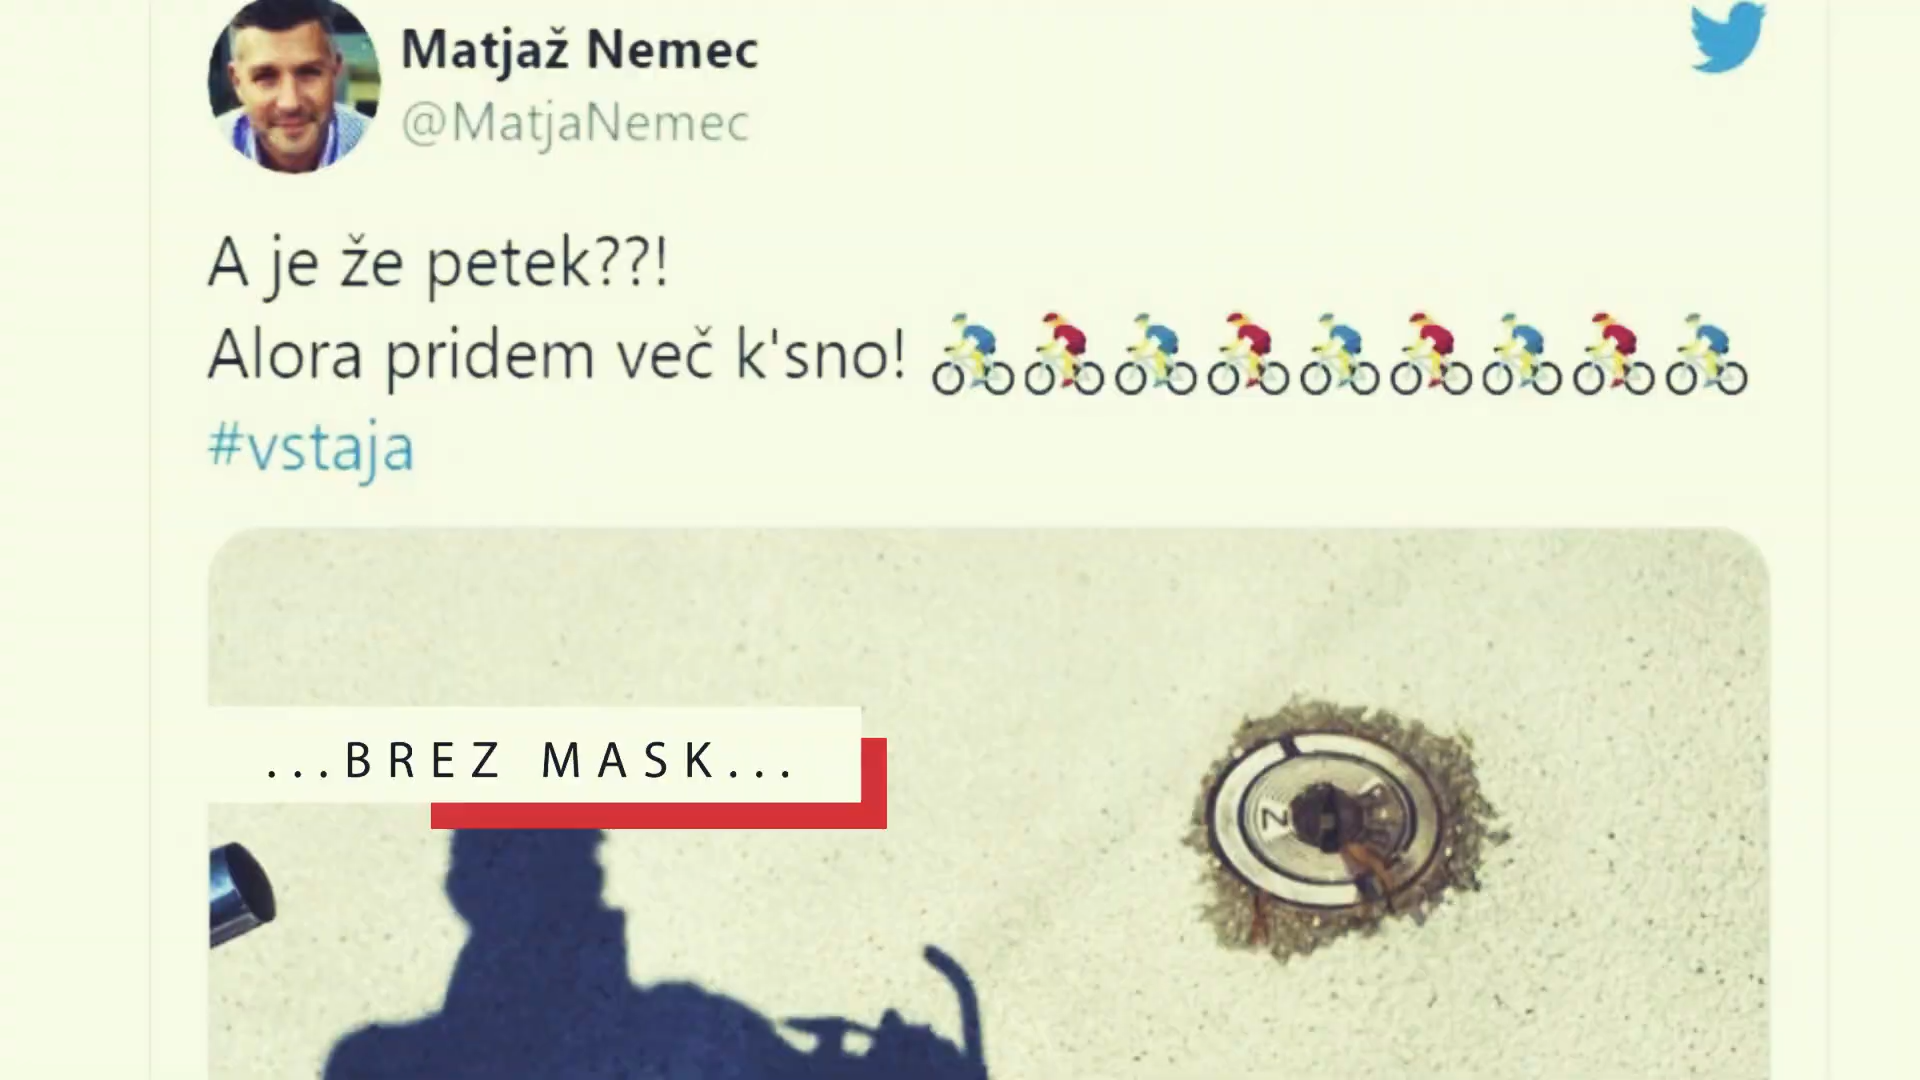 Matjaž Nemec
@MatjaNemec
A je že petek??!
Alora pridem več k'sno! 🚴🚴🚴🚴🚴🚴🚴🚴🚴
#vstaja
...BREZ MASK...
Z